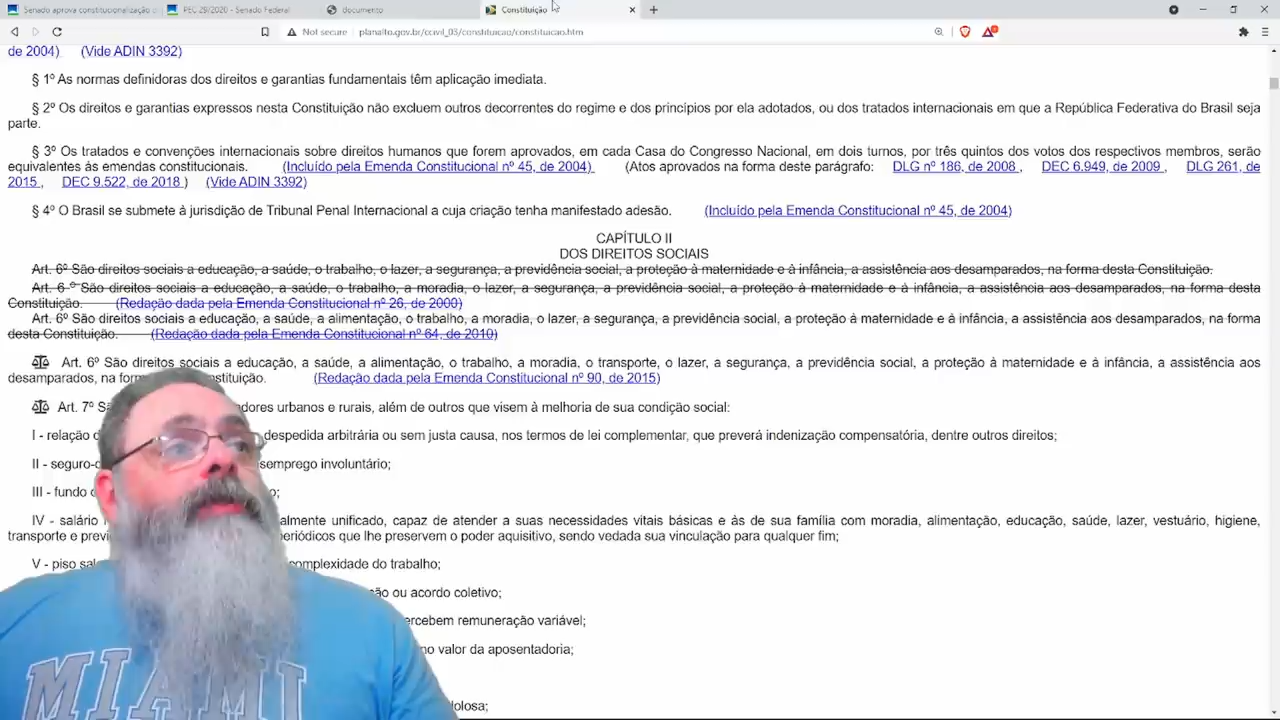 Senado aprova constitucionalização
PEC 29/2020 - Senado Federal
documento
Constituição
Not secure
planalto.gov.br/ccivil_03/constituicao/constituicao.htm
de 2004) (Vide ADIN 3392)
§ 1º As normas definidoras dos direitos e garantias fundamentais têm aplicação imediata.
§ 2º Os direitos e garantias expressos nesta Constituição não excluem outros decorrentes do regime e dos princípios por ela adotados, ou dos tratados internacionais em que a República Federativa do Brasil seja
parte.
§ 3º Os tratados e convenções internacionais sobre direitos humanos que forem aprovados, em cada Casa do Congresso Nacional, em dois turnos, por três quintos dos votos dos respectivos membros, serão
equivalentes às emendas constitucionais. (Incluído pela Emenda Constitucional nº 45, de 2004) (Atos aprovados na forma deste parágrafo: DLG nº 186, de 2008 , DEC 6.949, de 2009 , DLG 261, de
2015 , DEC 9.522, de 2018 ) (Vide ADIN 3392)
§ 4º O Brasil se submete à jurisdição de Tribunal Penal Internacional a cuja criação tenha manifestado adesão. (Incluído pela Emenda Constitucional nº 45, de 2004)
CAPÍTULO II
DOS DIREITOS SOCIAIS
Art. 6º São direitos sociais a educação, a saúde, o trabalho, o lazer, a segurança, a previdência social, a proteção à maternidade e à infância, a assistência aos desamparados, na forma desta Constituição.
Art. 6 º São direitos sociais a educação, a saúde, o trabalho, a moradia, o lazer, a segurança, a previdência social, a proteção à maternidade e à infância, a assistência aos desamparados, na forma desta
Constituição. (Redação dada pela Emenda Constitucional nº 26, de 2000)
Art. 6º São direitos sociais a educação, a saúde, a alimentação, o trabalho, a moradia, o lazer, a segurança, a previdência social, a proteção à maternidade e à infância, a assistência aos desamparados, na forma
desta Constituição. (Redação dada pela Emenda Constitucional nº 64, de 2010)
Art. 6º São direitos sociais a educação, a saúde, a alimentação, o trabalho, a moradia, o transporte, o lazer, a segurança, a previdência social, a proteção à maternidade e à infância, a assistência aos
desamparados, na form stituição. (Redação dada pela Emenda Constitucional nº 90, de 2015)
Art. 7º Sã dores urbanos e rurais, além de outros que visem à melhoria de sua condição social:
I - relação d despedida arbitrária ou sem justa causa, nos termos de lei complementar, que preverá indenização compensatória, dentre outros direitos;
II - seguro-d semprego involuntário;
III - fundo d o;
IV - salário almente unificado, capaz de atender a suas necessidades vitais básicas e às de sua família com moradia, alimentação, educação, saúde, lazer, vestuário, higiene,
transporte e previ eriódicos que lhe preservem o poder aquisitivo, sendo vedada sua vinculação para qualquer fim;
V - piso sal omplexidade do trabalho;
ão ou acordo coletivo;
ercebem remuneração variável;
no valor da aposentadoria;
olosa;
MIAMI